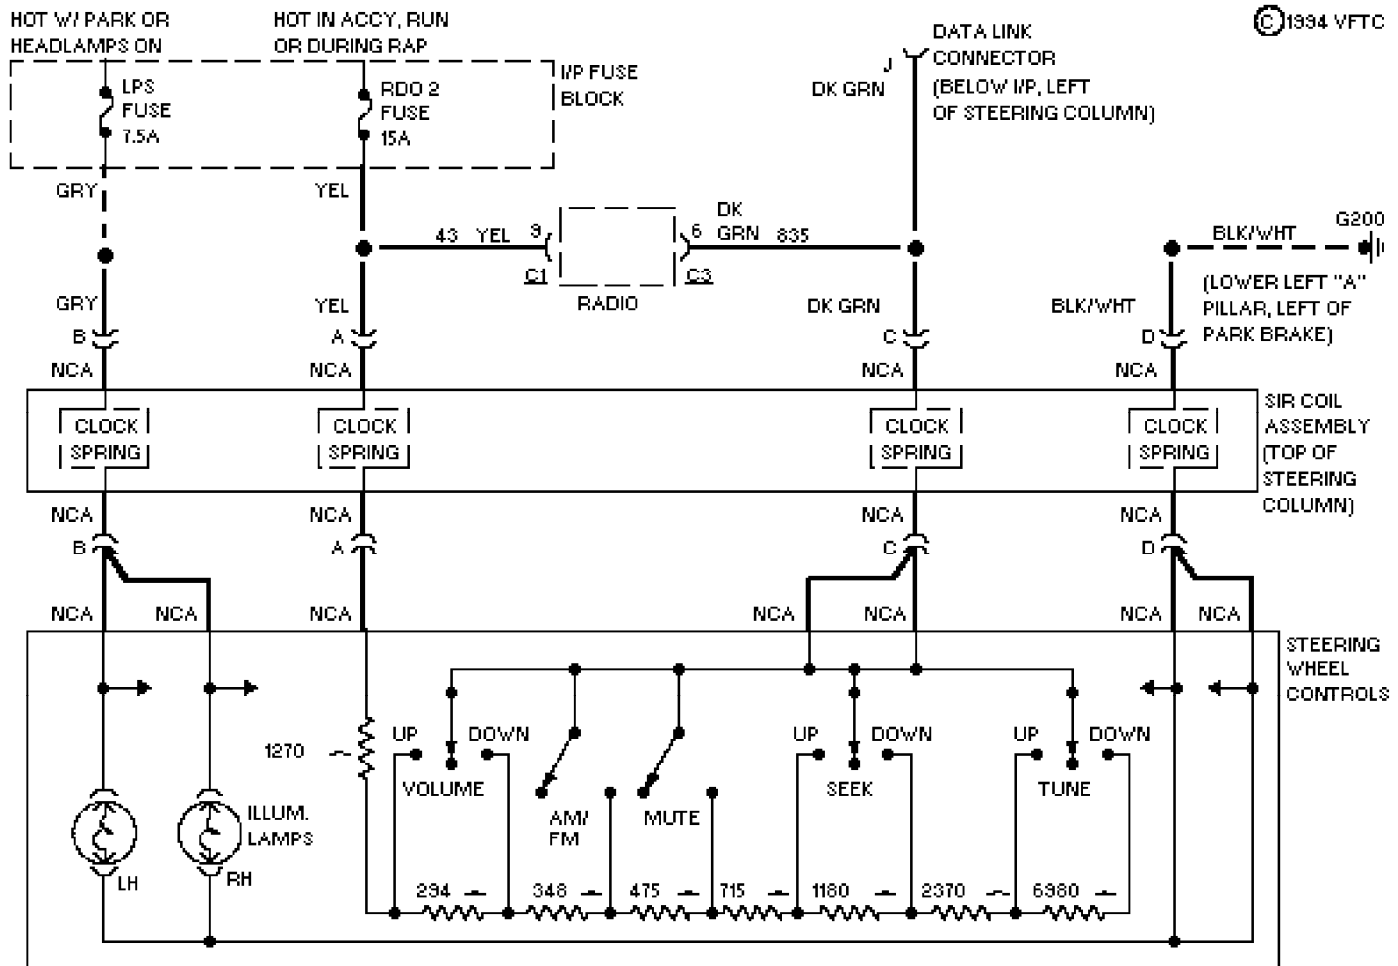 HOT W/ PARK OR
HEADLAMPS ON
HOT IN ACCY, RUN
OR DURING RAP
DATA LINK
CONNECTOR
(BELOW I/P, LEFT
OF STEERING COLUMN)
© 1994 VFTC
LPS
FUSE
7.5A
RDO 2
FUSE
15A
I/P FUSE
BLOCK
J
DK GRN
GRY
YEL
43 YEL
9
C1
RADIO
6
C3
DK
GRN 835
BLK/WHT
G200
(LOWER LEFT "A"
PILLAR, LEFT OF
PARK BRAKE)
GRY
YEL
DK GRN
BLK/WHT
B
A
C
D
NCA
NCA
NCA
NCA
CLOCK
SPRING
CLOCK
SPRING
CLOCK
SPRING
CLOCK
SPRING
SIR COIL
ASSEMBLY
(TOP OF
STEERING
COLUMN)
NCA
NCA
NCA
NCA
B
A
C
D
NCA
NCA
NCA
NCA
NCA
NCA
NCA
STEERING
WHEEL
CONTROLS
1270
UP DOWN
VOLUME
AM/
FM
MUTE
UP DOWN
SEEK
UP DOWN
TUNE
ILLUM.
LAMPS
LH
RH
294
348
475
715
1180
2370
6980